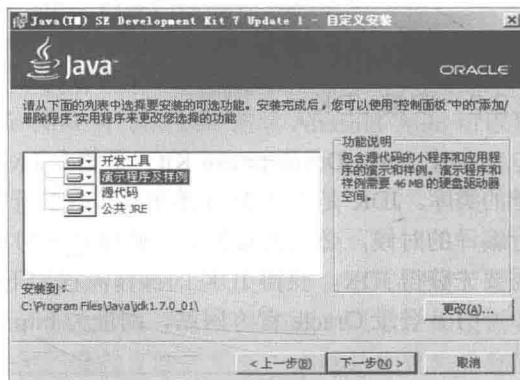 Java(TM) SE Development Kit 7 Update 1 - 自定义安装
Java
ORACLE
请从下面的列表中选择要安装的可选功能。安装完成后，您可以使用“控制面板”中的“添加/
删除程序”实用程序来更改您选择的功能
开发工具
演示程序及样例
源代码
公共 JRE
功能说明
包含源代码的小程序和应用程
序的演示和样例。演示程序和
样例需要 46 MB 的硬盘驱动器
空间。
安装到：
C:\Program Files\Java\jdk1.7.0_01\
更改(A)...
< 上一步(B)
下一步(N) >
取消